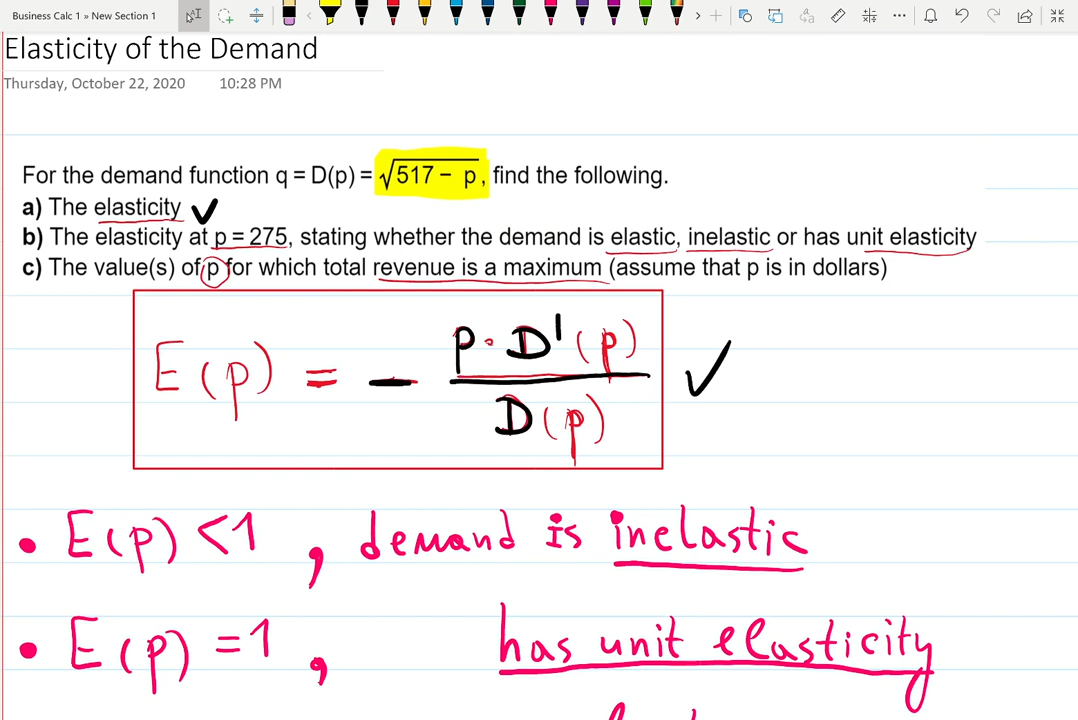 Business Calc 1 » New Section 1
Elasticity of the Demand
Thursday, October 22, 2020 10:28 PM
For the demand function q = D(p) = √517 − p, find the following.
a) The elasticity ✓
b) The elasticity at p = 275, stating whether the demand is elastic, inelastic or has unit elasticity
c) The value(s) of p for which total revenue is a maximum (assume that p is in dollars)
E(p) = − p · D'(p) / D(p) ✓
• E(p) < 1, demand is inelastic
• E(p) = 1, has unit elasticity